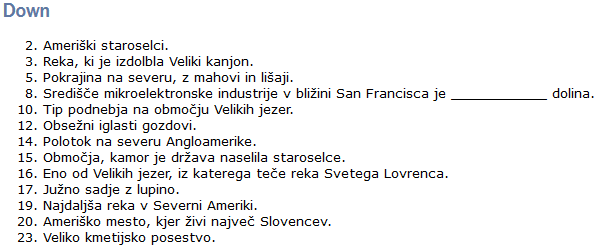 Down
2. Ameriški staroselci.
3. Reka, ki je izdolbla Veliki kanjon.
5. Pokrajina na severu, z mahovi in lišaji.
8. Središče mikroelektronske industrije v bližini San Francisca je ______________ dolina.
10. Tip podnebja na območju Velikih jezer.
12. Obsežni iglasti gozdovi.
14. Polotok na severu Angloamerike.
15. Območja, kamor je država naselila staroselce.
16. Eno od Velikih jezer, iz katerega teče reka Svetega Lovrenca.
17. Južno sadje z lupino.
19. Najdaljša reka v Severni Ameriki.
20. Ameriško mesto, kjer živi največ Slovencev.
23. Veliko kmetijsko posestvo.